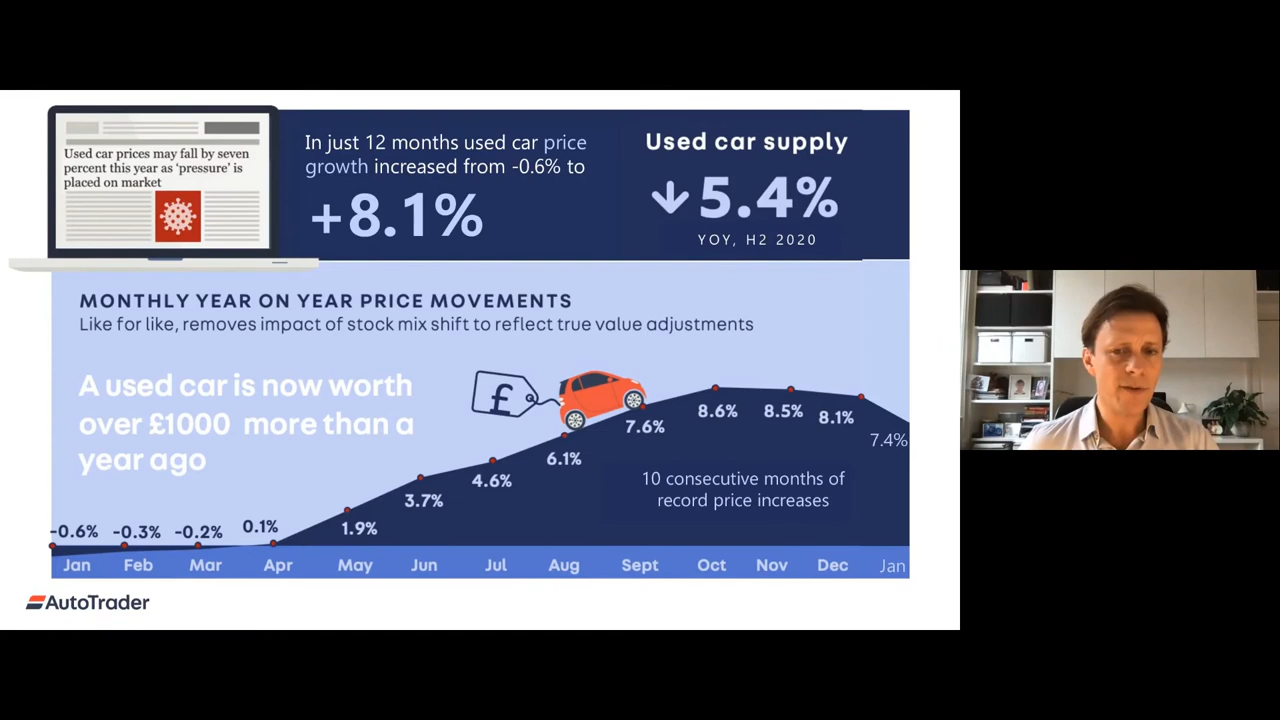 Used car prices may fall by seven
percent this year as ‘pressure’ is
placed on market
In just 12 months used car price
growth increased from -0.6% to
+8.1%
Used car supply
↓5.4%
YOY, H2 2020
MONTHLY YEAR ON YEAR PRICE MOVEMENTS
Like for like, removes impact of stock mix shift to reflect true value adjustments
A used car is now worth
over £1000 more than a
year ago
£
-0.6% -0.3% -0.2% 0.1% 1.9% 3.7% 4.6% 6.1% 7.6% 8.6% 8.5% 8.1% 7.4%
10 consecutive months of
record price increases
Jan Feb Mar Apr May Jun Jul Aug Sept Oct Nov Dec Jan
AutoTrader